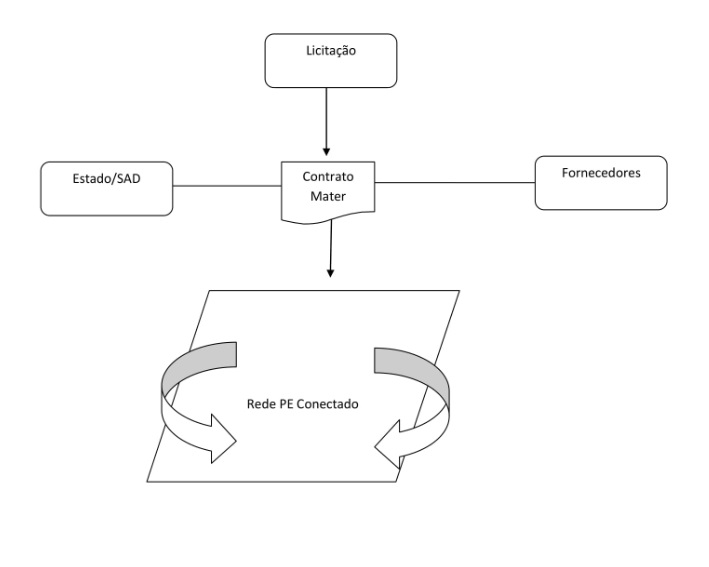 Licitação
Estado/SAD
Contrato
Mater
Fornecedores
Rede PE Conectado